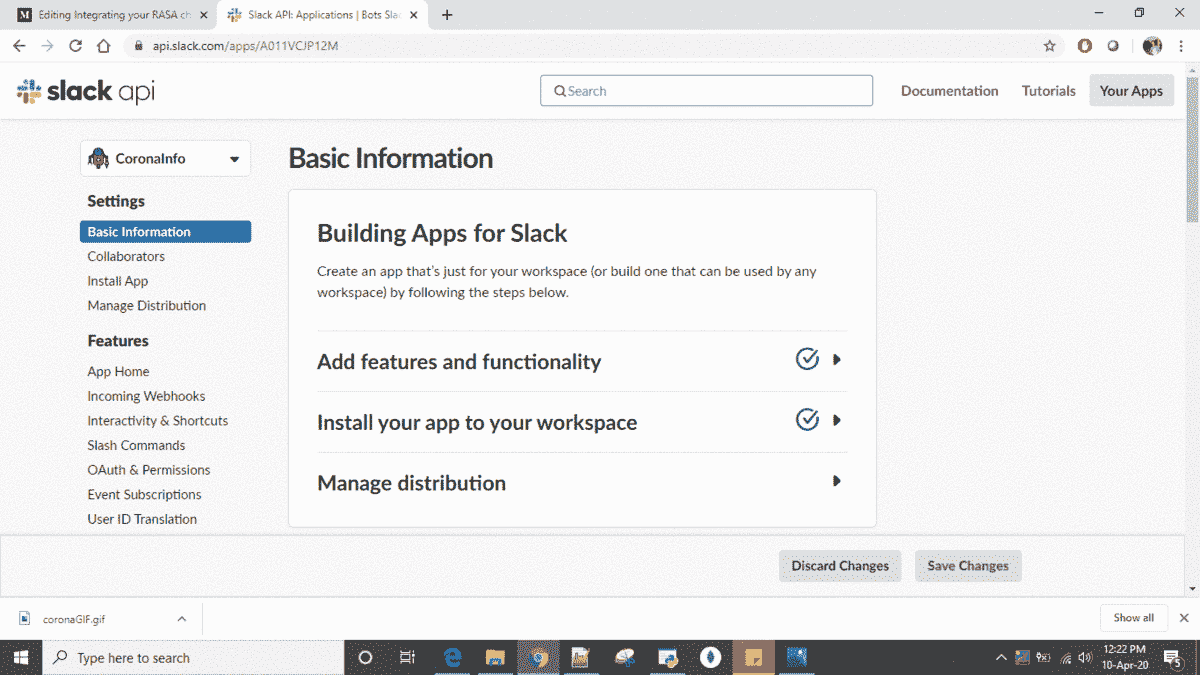 Editing Integrating your RASA ch
Slack API: Applications | Bots Slac
api.slack.com/apps/A011VCJP12M
slack api
Search
Documentation
Tutorials
Your Apps
CoronaInfo
Settings
Basic Information
Collaborators
Install App
Manage Distribution
Features
App Home
Incoming Webhooks
Interactivity & Shortcuts
Slash Commands
OAuth & Permissions
Event Subscriptions
User ID Translation
Basic Information
Building Apps for Slack
Create an app that's just for your workspace (or build one that can be used by any
workspace) by following the steps below.
Add features and functionality
Install your app to your workspace
Manage distribution
Discard Changes
Save Changes
coronaGIF.gif
Show all
Type here to search
12:22 PM
10-Apr-20
5